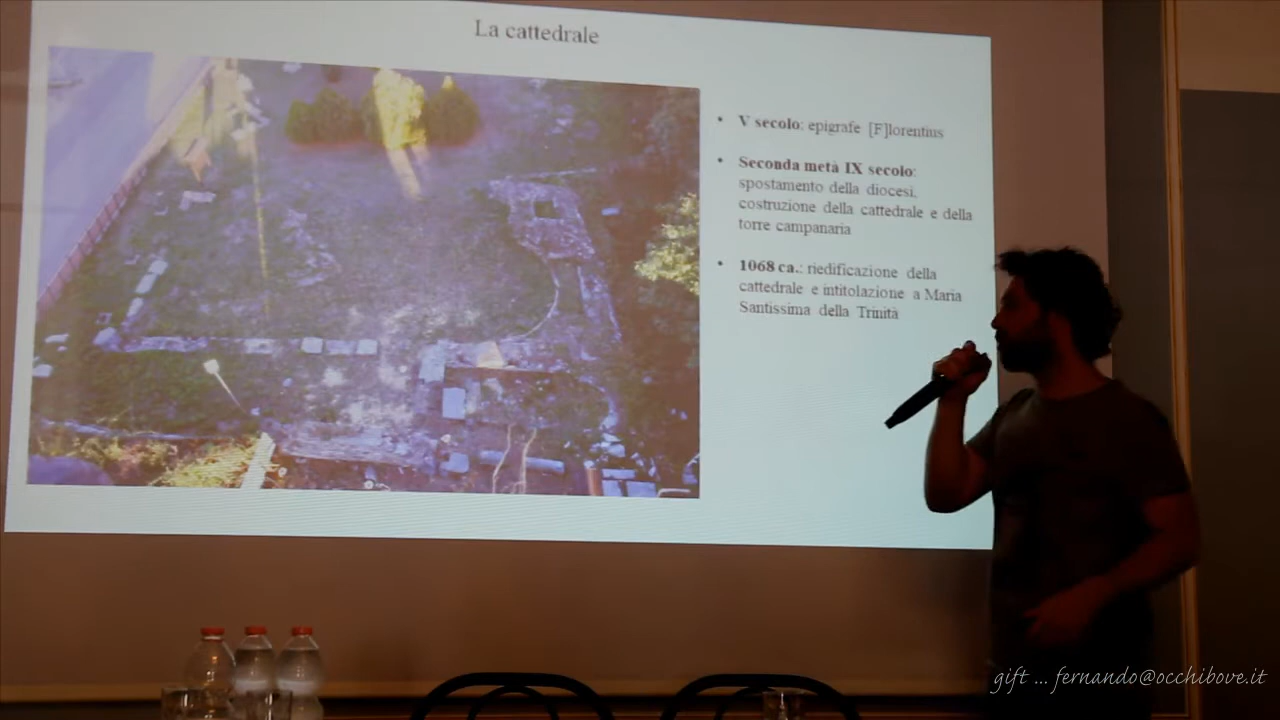 La cattedrale
• V secolo: epigrafe [F]lorentius
• Seconda metà IX secolo:
spostamento della diocesi,
costruzione della cattedrale e della
torre campanaria
• 1068 ca.: riedificazione della
cattedrale e intitolazione a Maria
Santissima della Trinità
gift ... fernando@occhibove.it